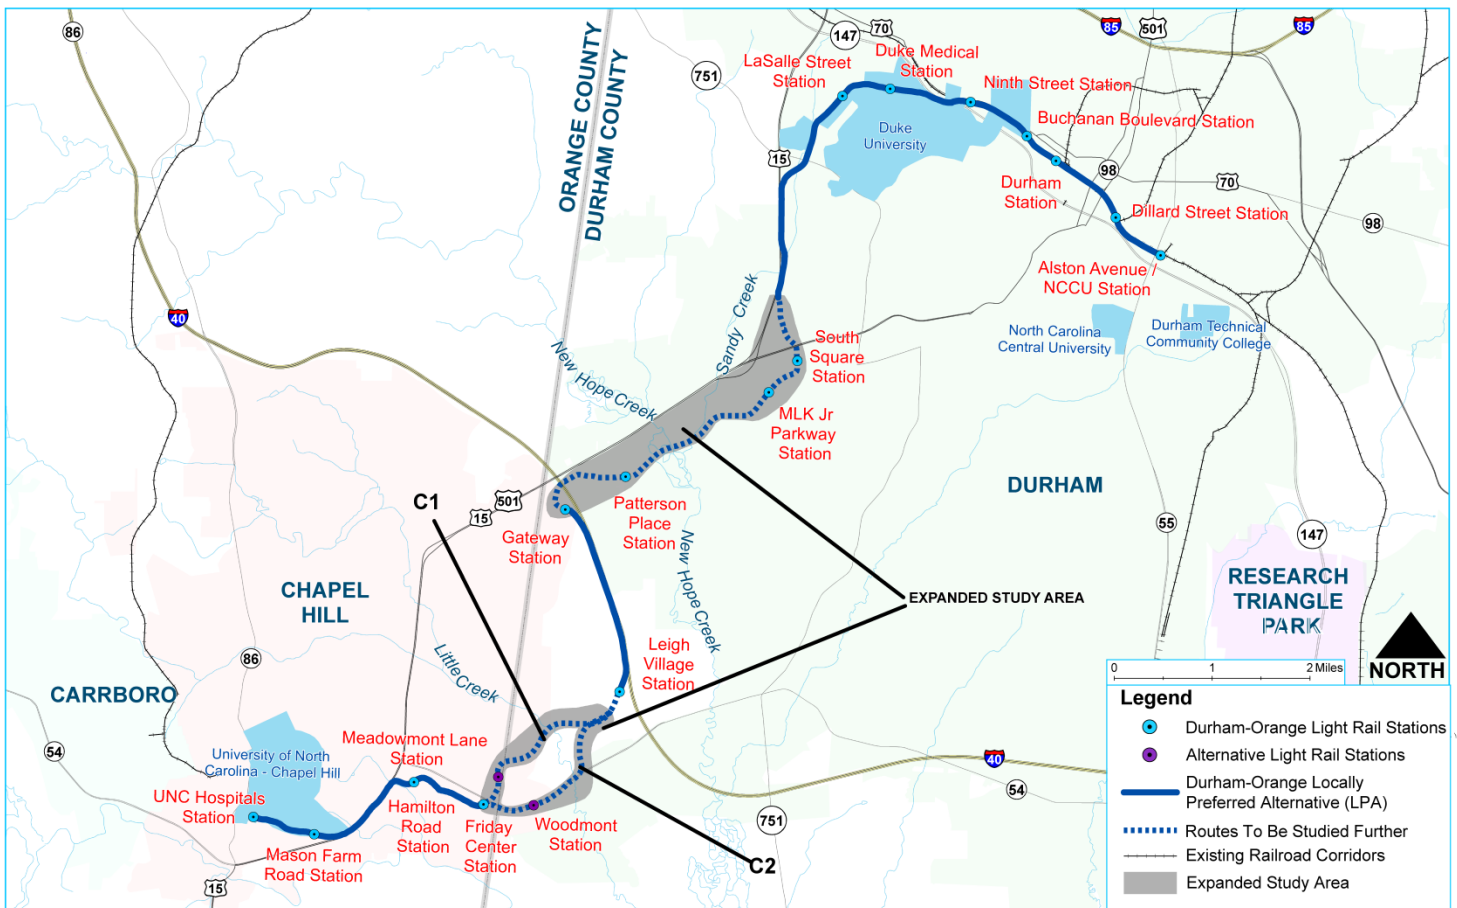 86
ORANGE COUNTY
DURHAM COUNTY
751
147
70
85
501
85
LaSalle Street
Station
Duke Medical
Station
Ninth Street Station
Buchanan Boulevard Station
Duke
University
15
98
70
98
Durham
Station
Dillard Street Station
Alston Avenue /
NCCU Station
North Carolina
Central University
Durham Technical
Community College
40
Sandy Creek
New Hope Creek
South
Square
Station
MLK Jr
Parkway
Station
DURHAM
C1
15
501
Gateway
Station
Patterson
Place
Station
New Hope Creek
55
147
RESEARCH
TRIANGLE
PARK
NORTH
CHAPEL
HILL
EXPANDED STUDY AREA
Leigh
Village
Station
Little Creek
86
CARRBORO
54
University of North
Carolina - Chapel Hill
Meadowmont Lane
Station
UNC Hospitals
Station
Hamilton
Road
Station
Friday
Center
Station
Woodmont
Station
Mason Farm
Road Station
15
C2
751
40
54
0 1 2 Miles
Legend
Durham-Orange Light Rail Stations
Alternative Light Rail Stations
Durham-Orange Locally
Preferred Alternative (LPA)
Routes To Be Studied Further
Existing Railroad Corridors
Expanded Study Area